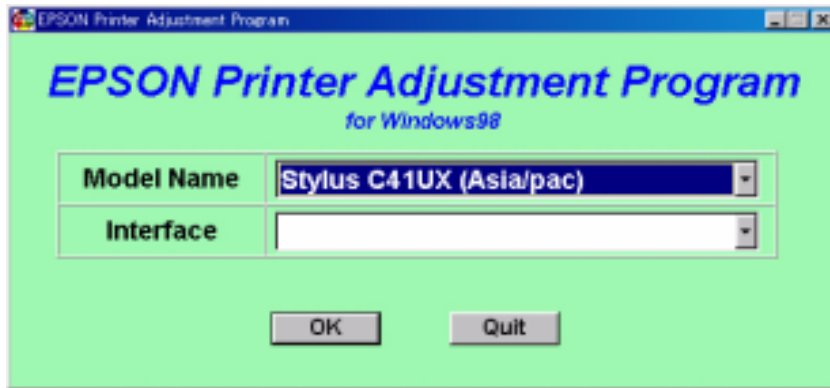 EPSON Printer Adjustment Program
EPSON Printer Adjustment Program
for Windows98
Model Name Stylus C41UX (Asia/pac)
Interface
OK Quit